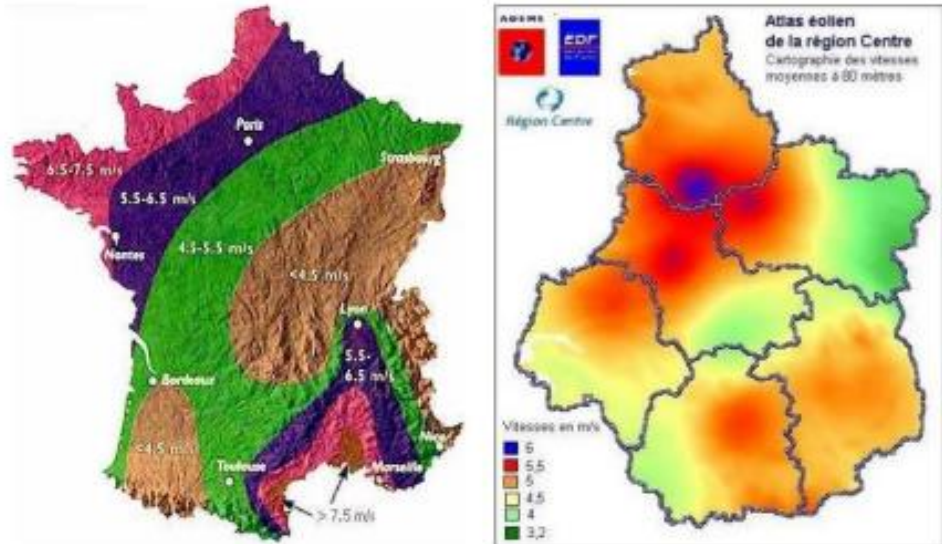 Paris
Strasbourg
6.5-7.5 m/s
5.5-6.5 m/s
Nantes
4.5-5.5 m/s
<4.5 m/s
Lyon
5.5-
6.5 m/s
Bordeaux
<4.5 m/s
Nice
Toulouse
Marseille
> 7.5 m/s
ADEME
EDF
Région Centre
Atlas éolien
de la région Centre
Cartographie des vitesses
moyennes à 80 mètres
Vitesses en m/s
6
5,5
5
4,5
4
3,2